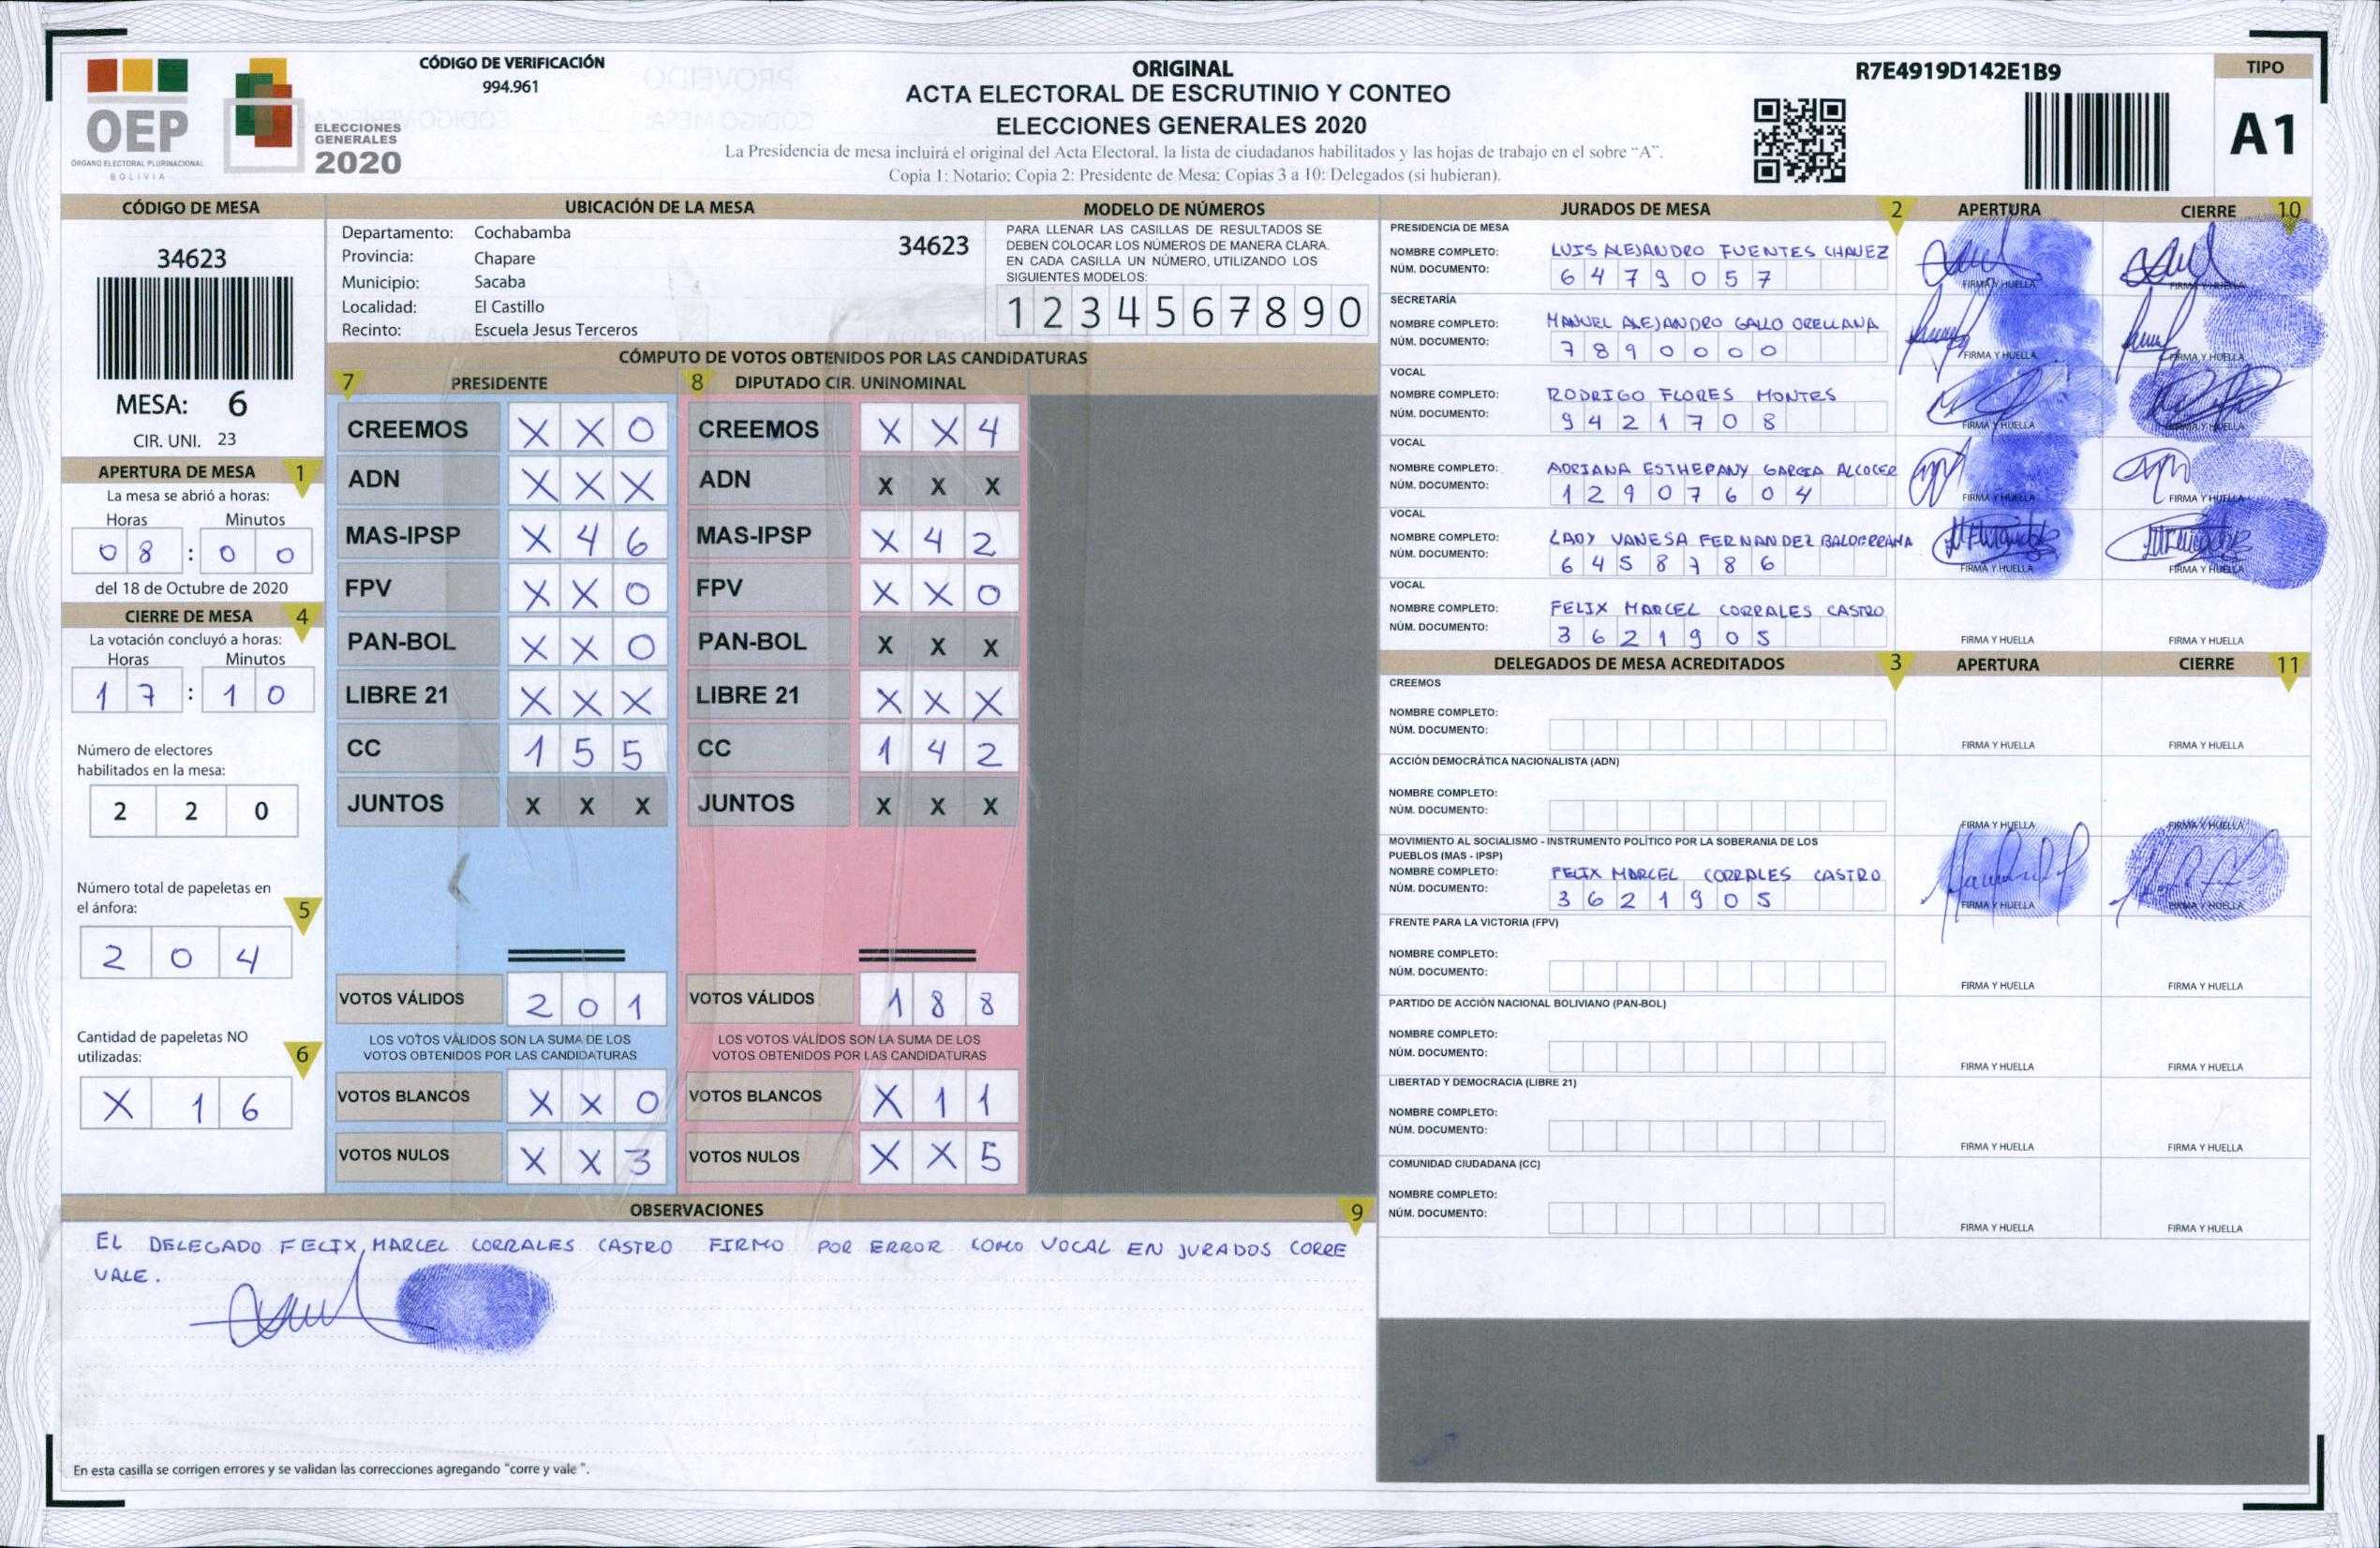 OEP
ÓRGANO ELECTORAL PLURINACIONAL
BOLIVIA
ELECCIONES
GENERALES
2020
CÓDIGO DE VERIFICACIÓN
994.961
ORIGINAL
ACTA ELECTORAL DE ESCRUTINIO Y CONTEO
ELECCIONES GENERALES 2020
La Presidencia de mesa incluirá el original del Acta Electoral, la lista de ciudadanos habilitados y las hojas de trabajo en el sobre “A”.
Copia 1: Notario; Copia 2: Presidente de Mesa; Copias 3 a 10: Delegados (si hubieran).
R7E4919D142E1B9
TIPO
A1
CÓDIGO DE MESA
34623
MESA: 6
CIR. UNI. 23
APERTURA DE MESA 1
La mesa se abrió a horas:
Horas Minutos
0 8 : 0 0
del 18 de Octubre de 2020
CIERRE DE MESA 4
La votación concluyó a horas:
Horas Minutos
1 7 : 1 0
Número de electores
habilitados en la mesa:
2 2 0
Número total de papeletas en
el ánfora: 5
2 0 4
Cantidad de papeletas NO
utilizadas: 6
X 1 6
UBICACIÓN DE LA MESA
Departamento: Cochabamba
Provincia: Chapare
Municipio: Sacaba
Localidad: El Castillo
Recinto: Escuela Jesus Terceros
34623
MODELO DE NÚMEROS
PARA LLENAR LAS CASILLAS DE RESULTADOS SE
DEBEN COLOCAR LOS NÚMEROS DE MANERA CLARA.
EN CADA CASILLA UN NÚMERO, UTILIZANDO LOS
SIGUIENTES MODELOS:
1 2 3 4 5 6 7 8 9 0
CÓMPUTO DE VOTOS OBTENIDOS POR LAS CANDIDATURAS
7 PRESIDENTE
CREEMOS X X 0
ADN X X X
MAS-IPSP X 4 6
FPV X X 0
PAN-BOL X X 0
LIBRE 21 X X X
CC 1 5 5
JUNTOS X X X
VOTOS VÁLIDOS 2 0 1
LOS VOTOS VÁLIDOS SON LA SUMA DE LOS
VOTOS OBTENIDOS POR LAS CANDIDATURAS
VOTOS BLANCOS X X 0
VOTOS NULOS X X 3
8 DIPUTADO CIR. UNINOMINAL
CREEMOS X X 4
ADN X X X
MAS-IPSP X 4 2
FPV X X 0
PAN-BOL X X X
LIBRE 21 X X X
CC 1 4 2
JUNTOS X X X
VOTOS VÁLIDOS 1 8 8
LOS VOTOS VÁLIDOS SON LA SUMA DE LOS
VOTOS OBTENIDOS POR LAS CANDIDATURAS
VOTOS BLANCOS X 1 1
VOTOS NULOS X X 5
OBSERVACIONES 9
EL DELEGADO FELIX MARCEL CORRALES CASTRO FIRMO POR ERROR COMO VOCAL EN JURADOS CORRE
VALE.
En esta casilla se corrigen errores y se validan las correcciones agregando "corre y vale ".
JURADOS DE MESA 2 APERTURA CIERRE 10
PRESIDENCIA DE MESA
NOMBRE COMPLETO: LUIS ALEJANDRO FUENTES CHAVEZ
NÚM. DOCUMENTO: 6 4 7 9 0 5 7
FIRMA Y HUELLA FIRMA Y HUELLA
SECRETARÍA
NOMBRE COMPLETO: MANUEL ALEJANDRO GALLO ORELLANA
NÚM. DOCUMENTO: 7 8 9 0 0 0 0
FIRMA Y HUELLA FIRMA Y HUELLA
VOCAL
NOMBRE COMPLETO: RODRIGO FLORES MONTES
NÚM. DOCUMENTO: 9 4 2 1 7 0 8
FIRMA Y HUELLA FIRMA Y HUELLA
VOCAL
NOMBRE COMPLETO: ADRIANA ESTHEPANY GARCIA ALCOCER
NÚM. DOCUMENTO: 1 2 9 0 7 6 0 4
FIRMA Y HUELLA FIRMA Y HUELLA
VOCAL
NOMBRE COMPLETO: LADY VANESA FERNANDEZ BALDERRAMA
NÚM. DOCUMENTO: 6 4 5 8 7 8 6
FIRMA Y HUELLA FIRMA Y HUELLA
VOCAL
NOMBRE COMPLETO: FELIX MARCEL CORRALES CASTRO
NÚM. DOCUMENTO: 3 6 2 1 9 0 5
FIRMA Y HUELLA FIRMA Y HUELLA
DELEGADOS DE MESA ACREDITADOS 3 APERTURA CIERRE 11
CREEMOS
NOMBRE COMPLETO:
NÚM. DOCUMENTO:
FIRMA Y HUELLA FIRMA Y HUELLA
ACCIÓN DEMOCRÁTICA NACIONALISTA (ADN)
NOMBRE COMPLETO:
NÚM. DOCUMENTO:
FIRMA Y HUELLA FIRMA Y HUELLA
MOVIMIENTO AL SOCIALISMO - INSTRUMENTO POLÍTICO POR LA SOBERANIA DE LOS
PUEBLOS (MAS - IPSP)
NOMBRE COMPLETO: FELIX MARCEL CORRALES CASTRO
NÚM. DOCUMENTO: 3 6 2 1 9 0 5
FIRMA Y HUELLA FIRMA Y HUELLA
FRENTE PARA LA VICTORIA (FPV)
NOMBRE COMPLETO:
NÚM. DOCUMENTO:
FIRMA Y HUELLA FIRMA Y HUELLA
PARTIDO DE ACCIÓN NACIONAL BOLIVIANO (PAN-BOL)
NOMBRE COMPLETO:
NÚM. DOCUMENTO:
FIRMA Y HUELLA FIRMA Y HUELLA
LIBERTAD Y DEMOCRACIA (LIBRE 21)
NOMBRE COMPLETO:
NÚM. DOCUMENTO:
FIRMA Y HUELLA FIRMA Y HUELLA
COMUNIDAD CIUDADANA (CC)
NOMBRE COMPLETO:
NÚM. DOCUMENTO:
FIRMA Y HUELLA FIRMA Y HUELLA